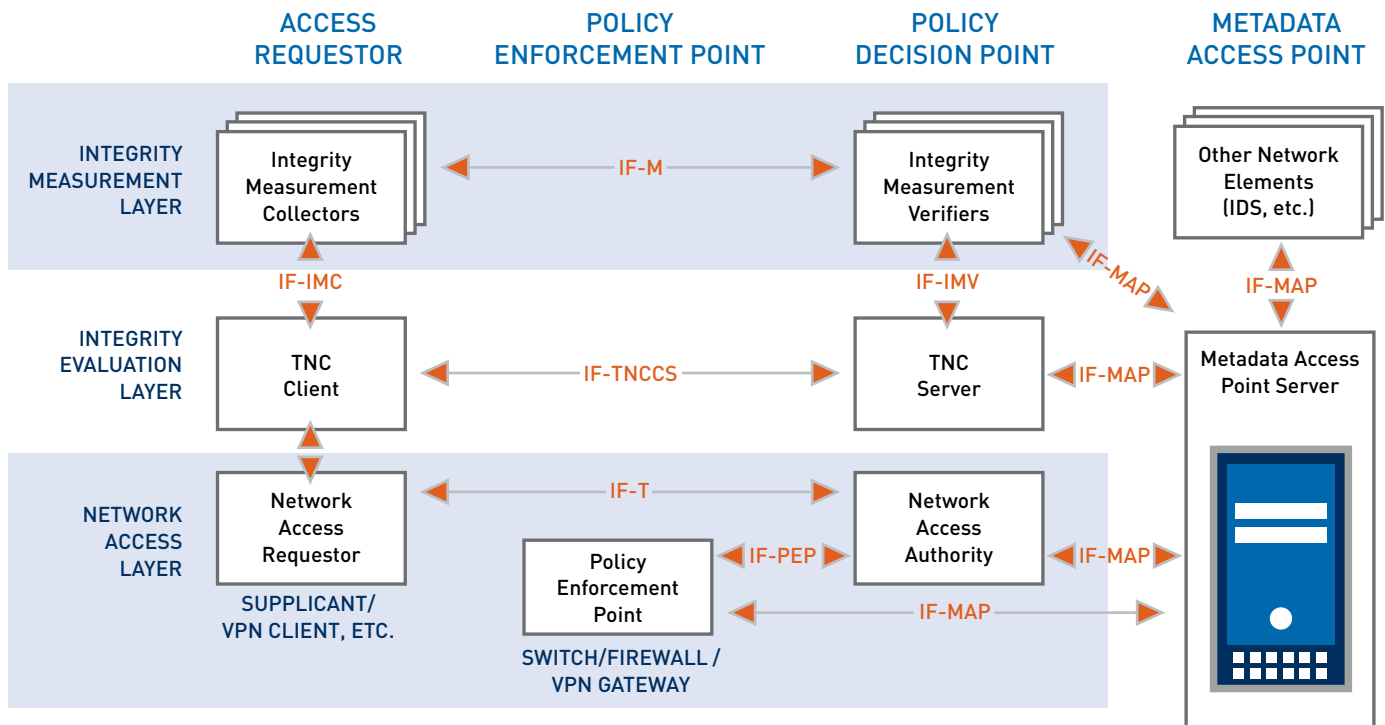 ACCESS
REQUESTOR
POLICY
ENFORCEMENT POINT
POLICY
DECISION POINT
METADATA
ACCESS POINT
INTEGRITY
MEASUREMENT
LAYER
Integrity
Measurement
Collectors
IF-M
Integrity
Measurement
Verifiers
Other Network
Elements
(IDS, etc.)
IF-IMC
IF-IMV
IF-MAP
IF-MAP
INTEGRITY
EVALUATION
LAYER
TNC
Client
IF-TNCCS
TNC
Server
IF-MAP
Metadata Access
Point Server
NETWORK
ACCESS
LAYER
Network
Access
Requestor
IF-T
Network
Access
Authority
Policy
Enforcement
Point
IF-PEP
IF-MAP
IF-MAP
SUPPLICANT/
VPN CLIENT, ETC.
SWITCH/FIREWALL /
VPN GATEWAY